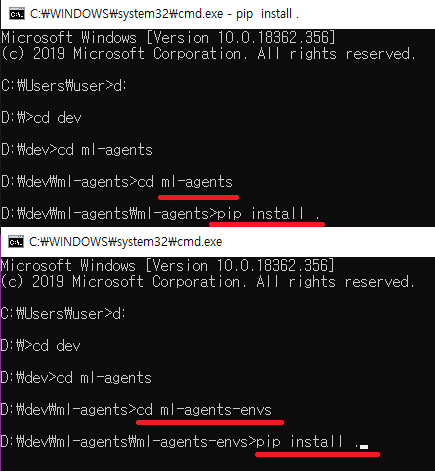 C:₩WINDOWS₩system32₩cmd.exe - pip install .
Microsoft Windows [Version 10.0.18362.356]
(c) 2019 Microsoft Corporation. All rights reserved.
C:₩Users₩user>d:
D:₩>cd dev
D:₩dev>cd ml-agents
D:₩dev₩ml-agents>cd ml-agents
D:₩dev₩ml-agents₩ml-agents>pip install .
C:₩WINDOWS₩system32₩cmd.exe
Microsoft Windows [Version 10.0.18362.356]
(c) 2019 Microsoft Corporation. All rights reserved.
C:₩Users₩user>d:
D:₩>cd dev
D:₩dev>cd ml-agents
D:₩dev₩ml-agents>cd ml-agents-envs
D:₩dev₩ml-agents₩ml-agents-envs>pip install .